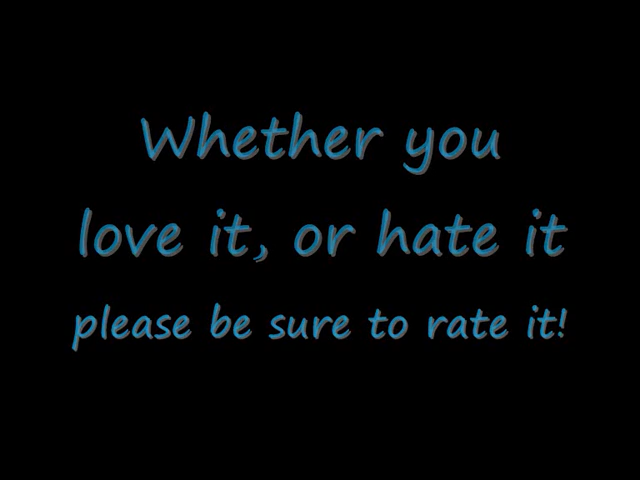 Whether you
love it, or hate it
please be sure to rate it!